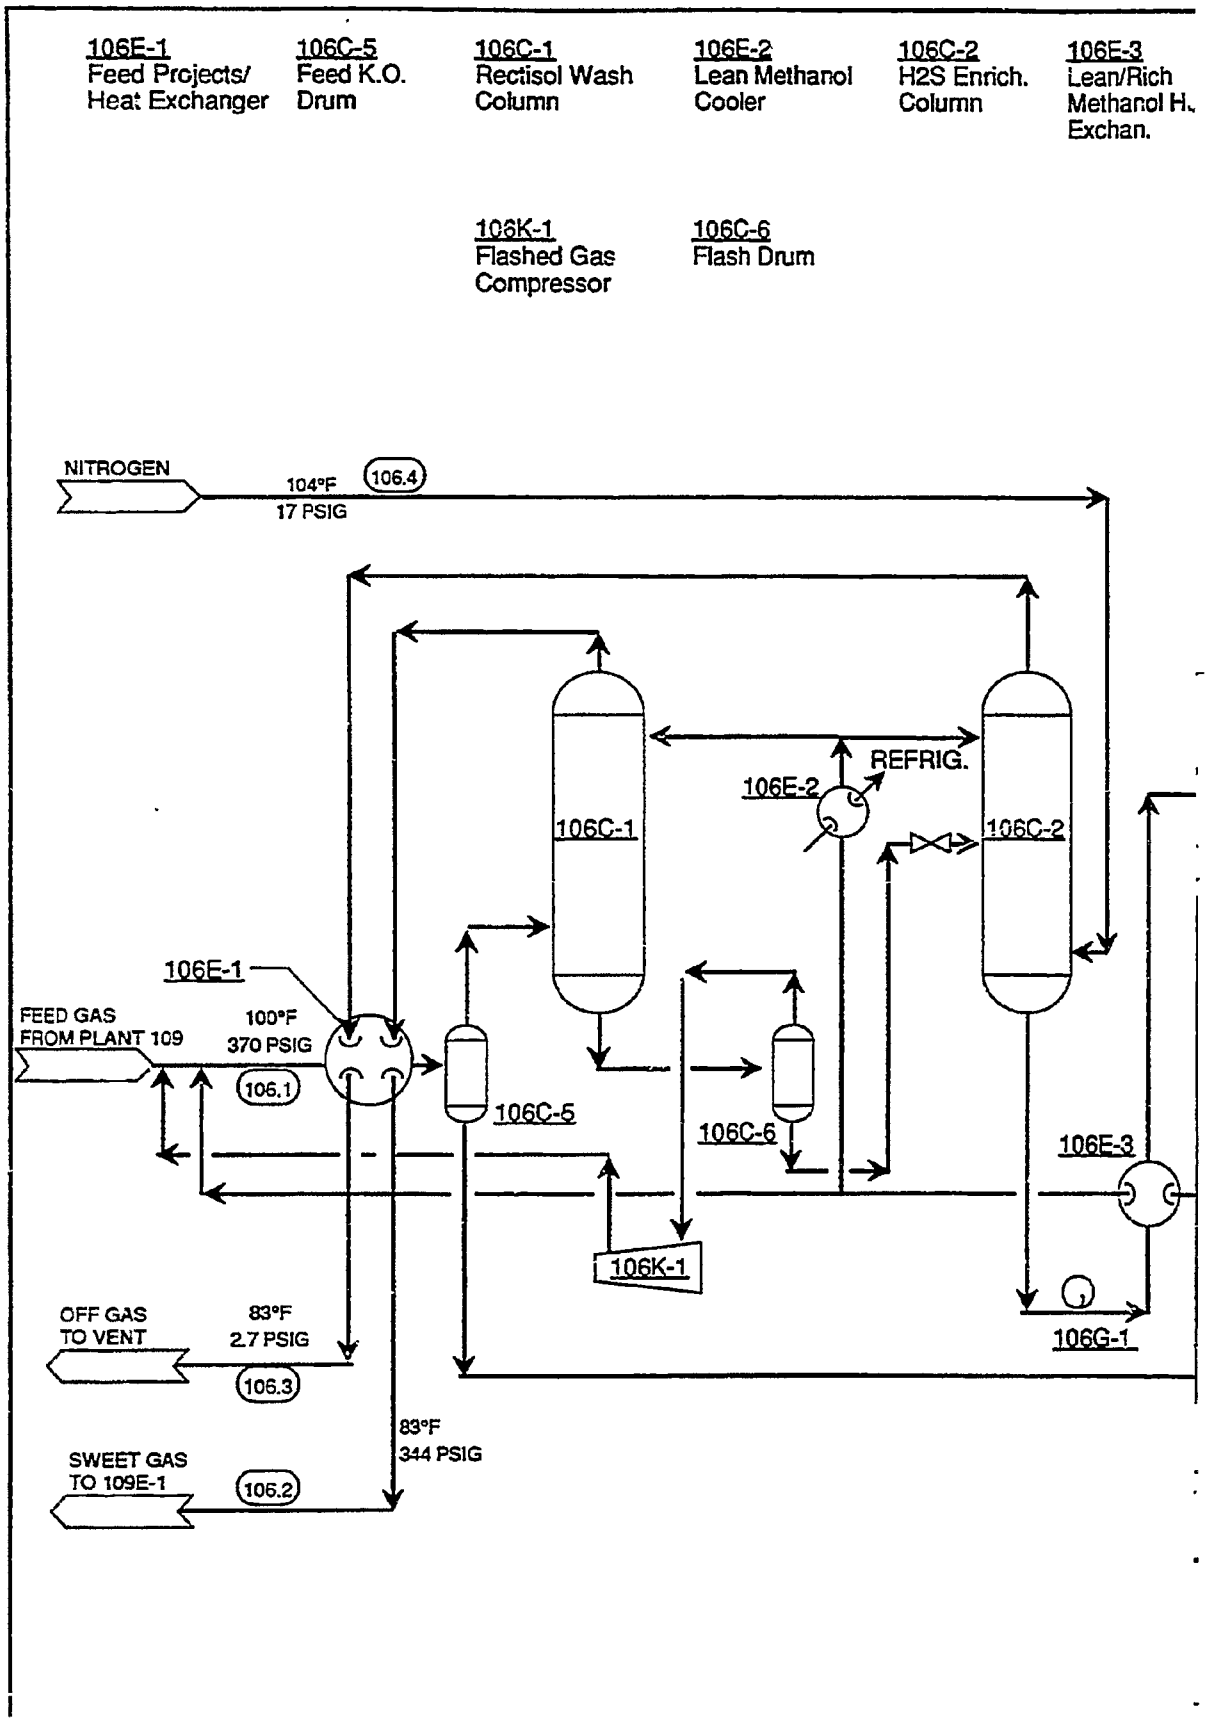 106E-1
Feed Projects/
Heat Exchanger
106C-5
Feed K.O.
Drum
106C-1
Rectisol Wash
Column
106E-2
Lean Methanol
Cooler
106C-2
H2S Enrich.
Column
106E-3
Lean/Rich
Methanol H.
Exchan.
106K-1
Flashed Gas
Compressor
106C-6
Flash Drum
NITROGEN
104°F
17 PSIG
106.4
REFRIG.
106E-2
106C-1
106C-2
106E-1
FEED GAS
FROM PLANT 109
100°F
370 PSIG
106.1
106C-5
106C-6
106E-3
106K-1
106G-1
OFF GAS
TO VENT
83°F
2.7 PSIG
106.3
83°F
344 PSIG
SWEET GAS
TO 109E-1
106.2